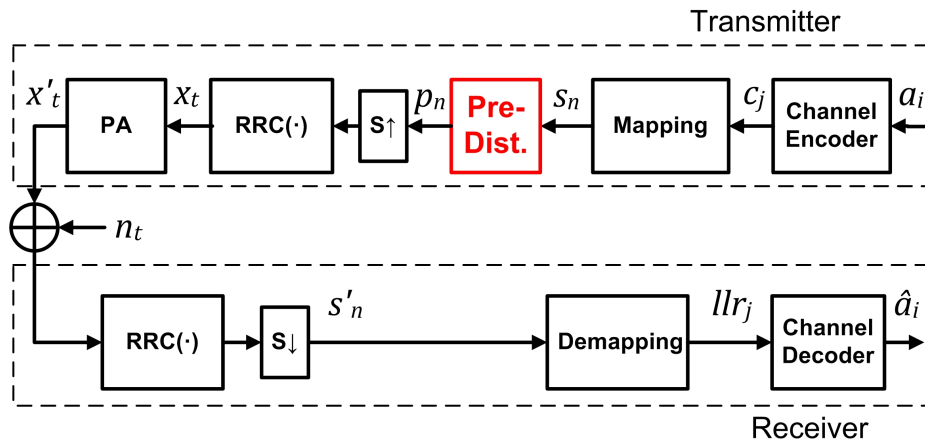 Transmitter
x't
PA
xt
RRC(·)
S↑
pn
Pre-
Dist.
sn
Mapping
cj
Channel
Encoder
ai
nt
RRC(·)
S↓
s'n
Demapping
llrj
Channel
Decoder
âi
Receiver